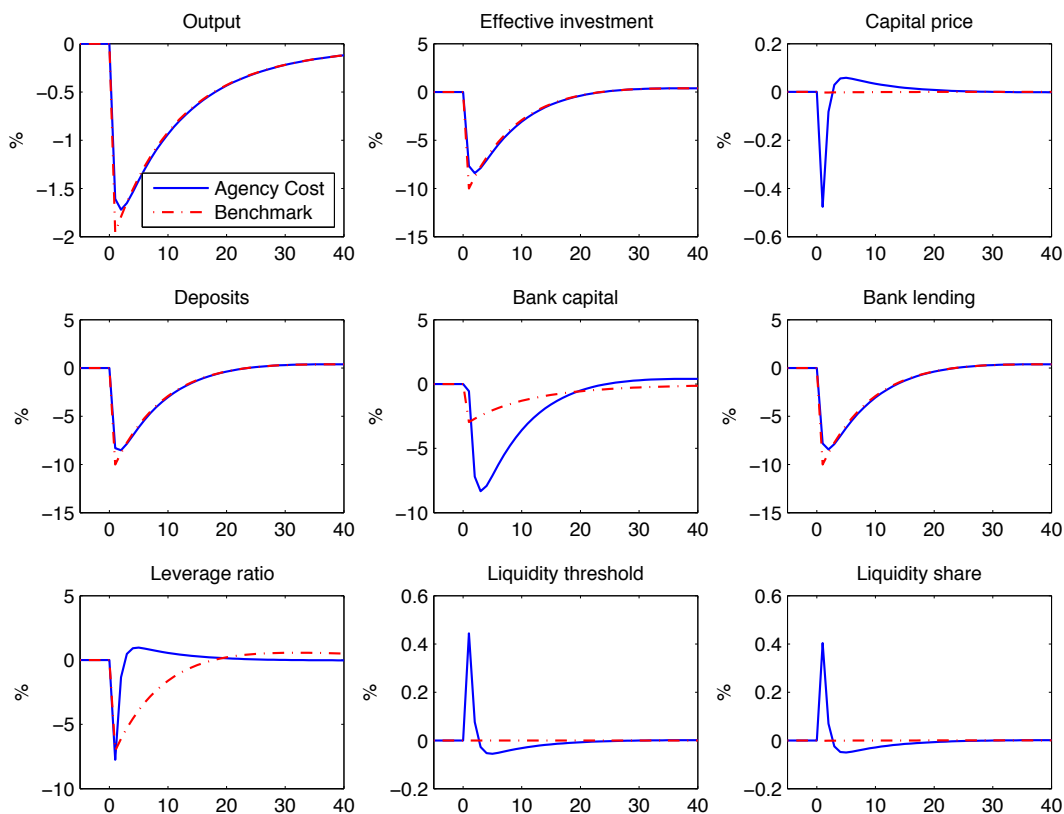 Output
Effective investment
Capital price
0
−0.5
−1
−1.5
−2
%
0 10 20 30 40
Agency Cost
Benchmark
5
0
−5
−10
−15
%
0 10 20 30 40
0.2
0
−0.2
−0.4
−0.6
%
0 10 20 30 40
Deposits
Bank capital
Bank lending
5
0
−5
−10
−15
%
0 10 20 30 40
5
0
−5
−10
%
0 10 20 30 40
5
0
−5
−10
−15
%
0 10 20 30 40
Leverage ratio
Liquidity threshold
Liquidity share
5
0
−5
−10
%
0 10 20 30 40
0.6
0.4
0.2
0
−0.2
%
0 10 20 30 40
0.6
0.4
0.2
0
−0.2
%
0 10 20 30 40